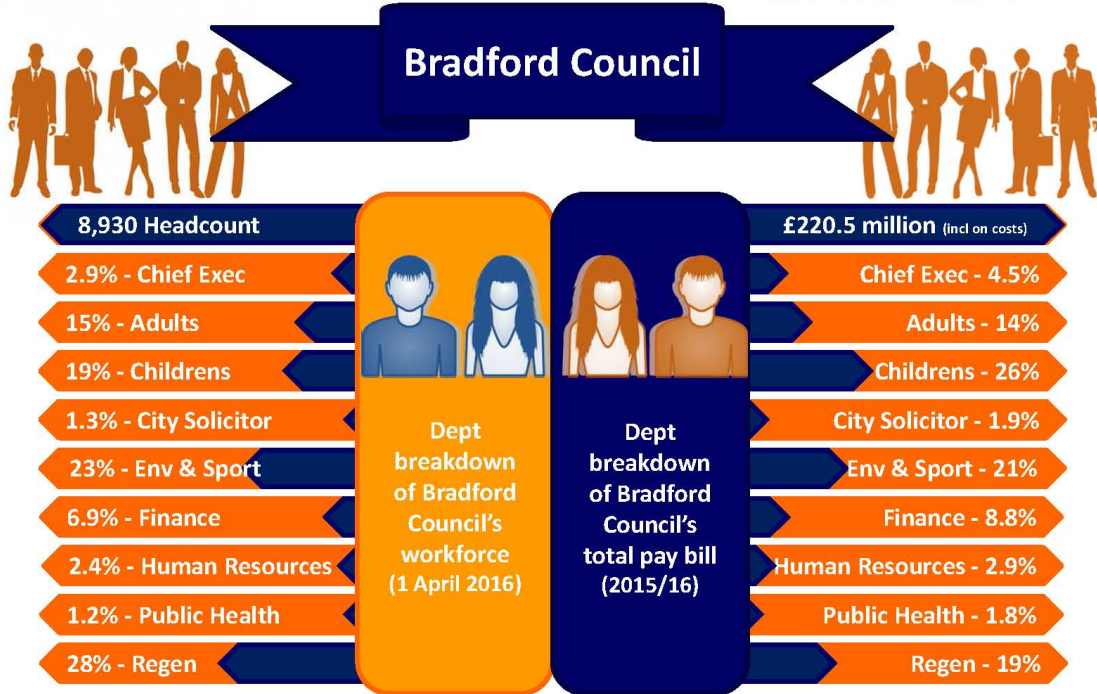 Bradford Council
8,930 Headcount
2.9% - Chief Exec
15% - Adults
19% - Childrens
1.3% - City Solicitor
23% - Env & Sport
6.9% - Finance
2.4% - Human Resources
1.2% - Public Health
28% - Regen
Dept
breakdown
of Bradford
Council's
workforce
(1 April 2016)
Dept
breakdown
of Bradford
Council's
total pay bill
(2015/16)
£220.5 million (incl on costs)
Chief Exec - 4.5%
Adults - 14%
Childrens - 26%
City Solicitor - 1.9%
Env & Sport - 21%
Finance - 8.8%
Human Resources - 2.9%
Public Health - 1.8%
Regen - 19%